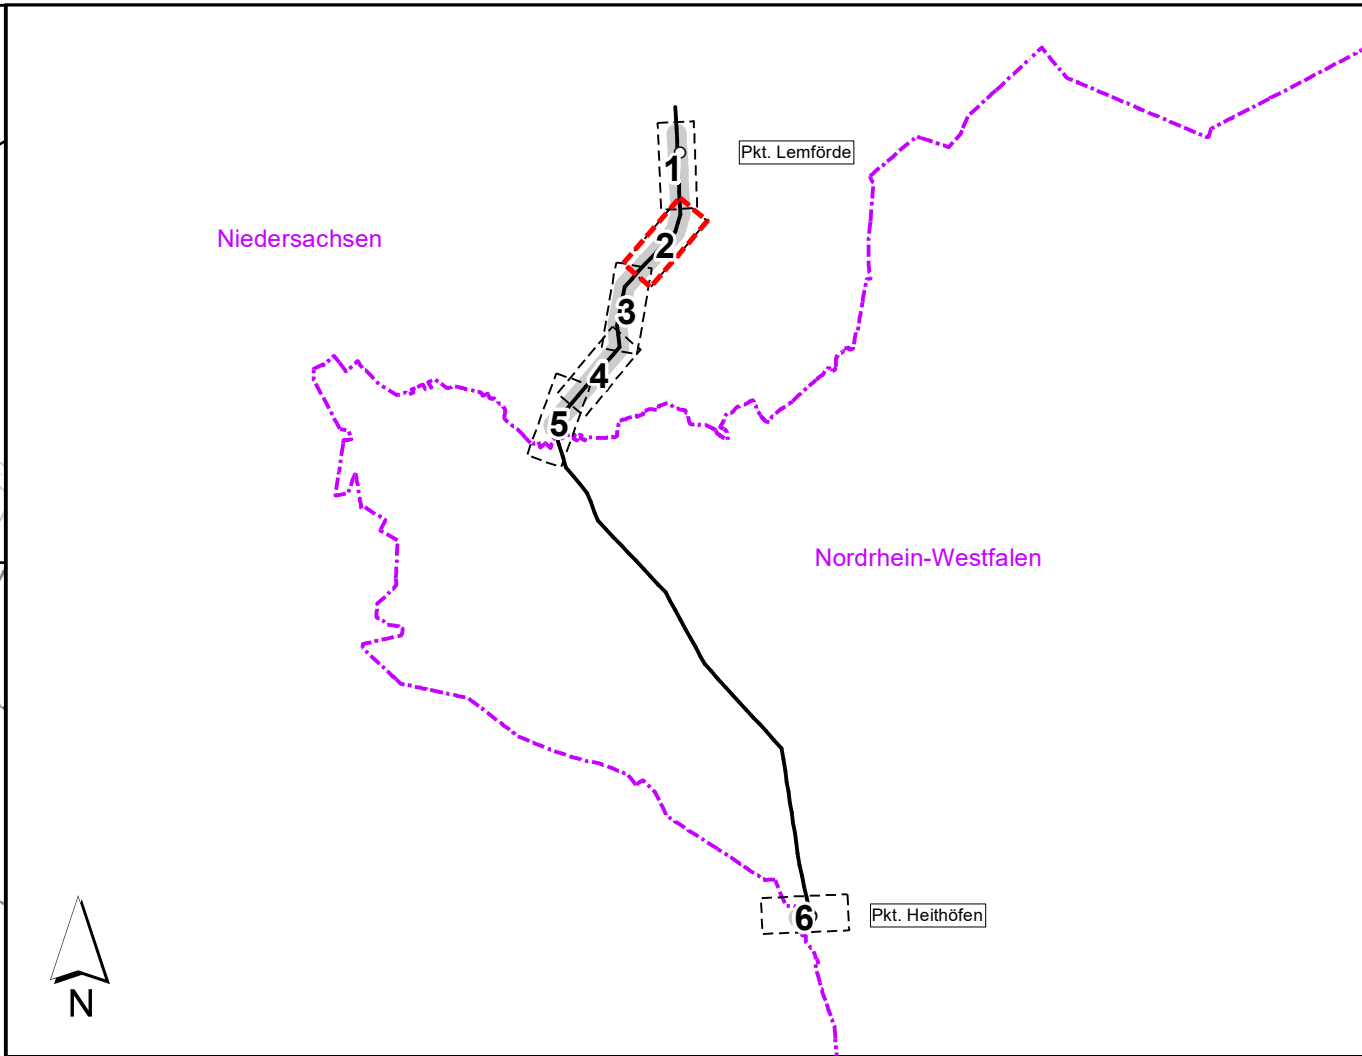 Pkt. Lemförde
1
Niedersachsen
2
3
4
5
Nordrhein-Westfalen
6
Pkt. Heithöfen
N